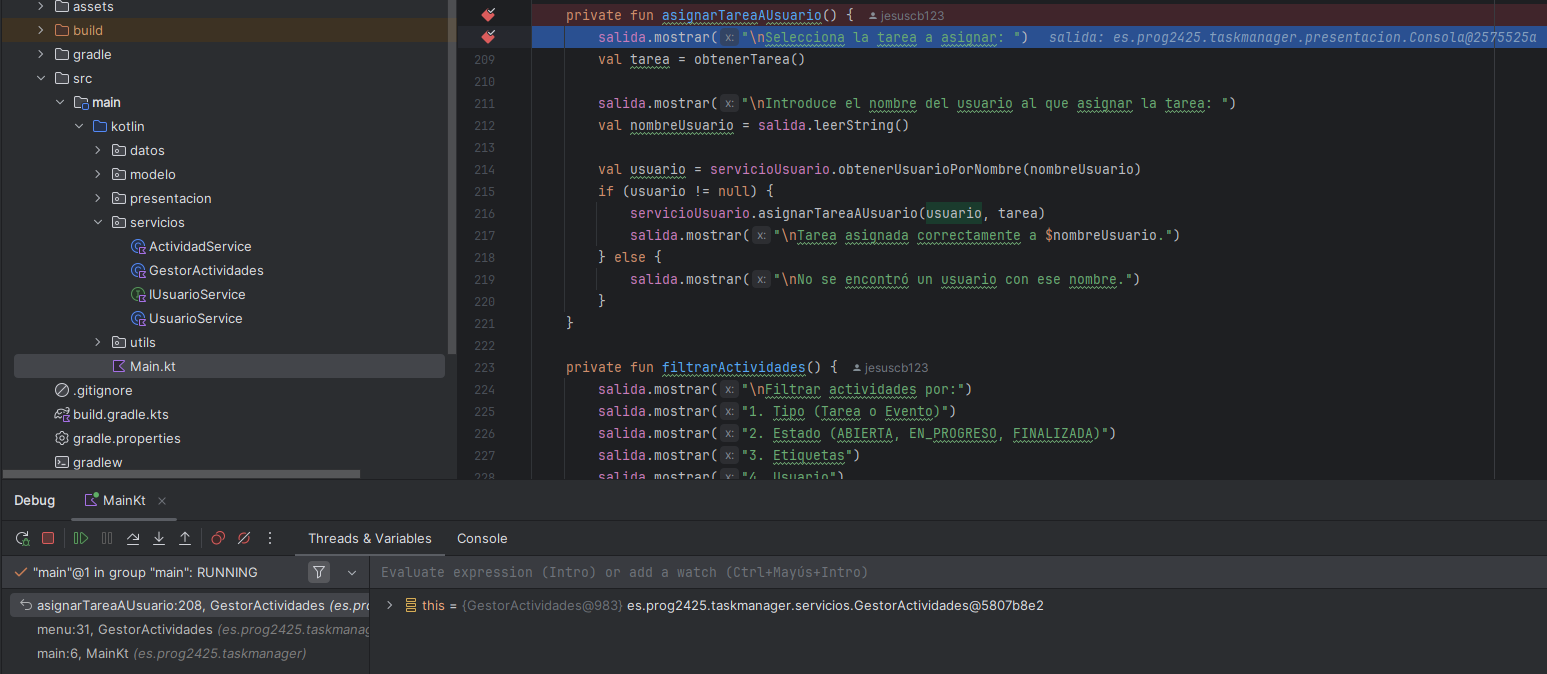 assets
build
gradle
src
main
kotlin
datos
modelo
presentacion
servicios
ActividadService
GestorActividades
IUsuarioService
UsuarioService
utils
Main.kt
.gitignore
build.gradle.kts
gradle.properties
gradlew
private fun asignarTareaAUsuario() { jesuscb123
salida.mostrar( x: "\nSelecciona la tarea a asignar: ") salida: es.prog2425.taskmanager.presentacion.Consola@2575525a
209 val tarea = obtenerTarea()
210
211 salida.mostrar( x: "\nIntroduce el nombre del usuario al que asignar la tarea: ")
212 val nombreUsuario = salida.leerString()
213
214 val usuario = servicioUsuario.obtenerUsuarioPorNombre(nombreUsuario)
215 if (usuario != null) {
216 servicioUsuario.asignarTareaAUsuario(usuario, tarea)
217 salida.mostrar( x: "\nTarea asignada correctamente a $nombreUsuario.")
218 } else {
219 salida.mostrar( x: "\nNo se encontró un usuario con ese nombre.")
220 }
221 }
222
223 private fun filtrarActividades() { jesuscb123
224 salida.mostrar( x: "\nFiltrar actividades por:")
225 salida.mostrar( x: "1. Tipo (Tarea o Evento)")
226 salida.mostrar( x: "2. Estado (ABIERTA, EN_PROGRESO, FINALIZADA)")
227 salida.mostrar( x: "3. Etiquetas")
228 salida.mostrar( x: "4. Usuario")
Debug MainKt
Threads & Variables Console
"main"@1 in group "main": RUNNING
Evaluate expression (Intro) or add a watch (Ctrl+Mayús+Intro)
asignarTareaAUsuario:208, GestorActividades (es.pro
menu:31, GestorActividades (es.prog2425.taskmanag
main:6, MainKt (es.prog2425.taskmanager)
this = {GestorActividades@983} es.prog2425.taskmanager.servicios.GestorActividades@5807b8e2